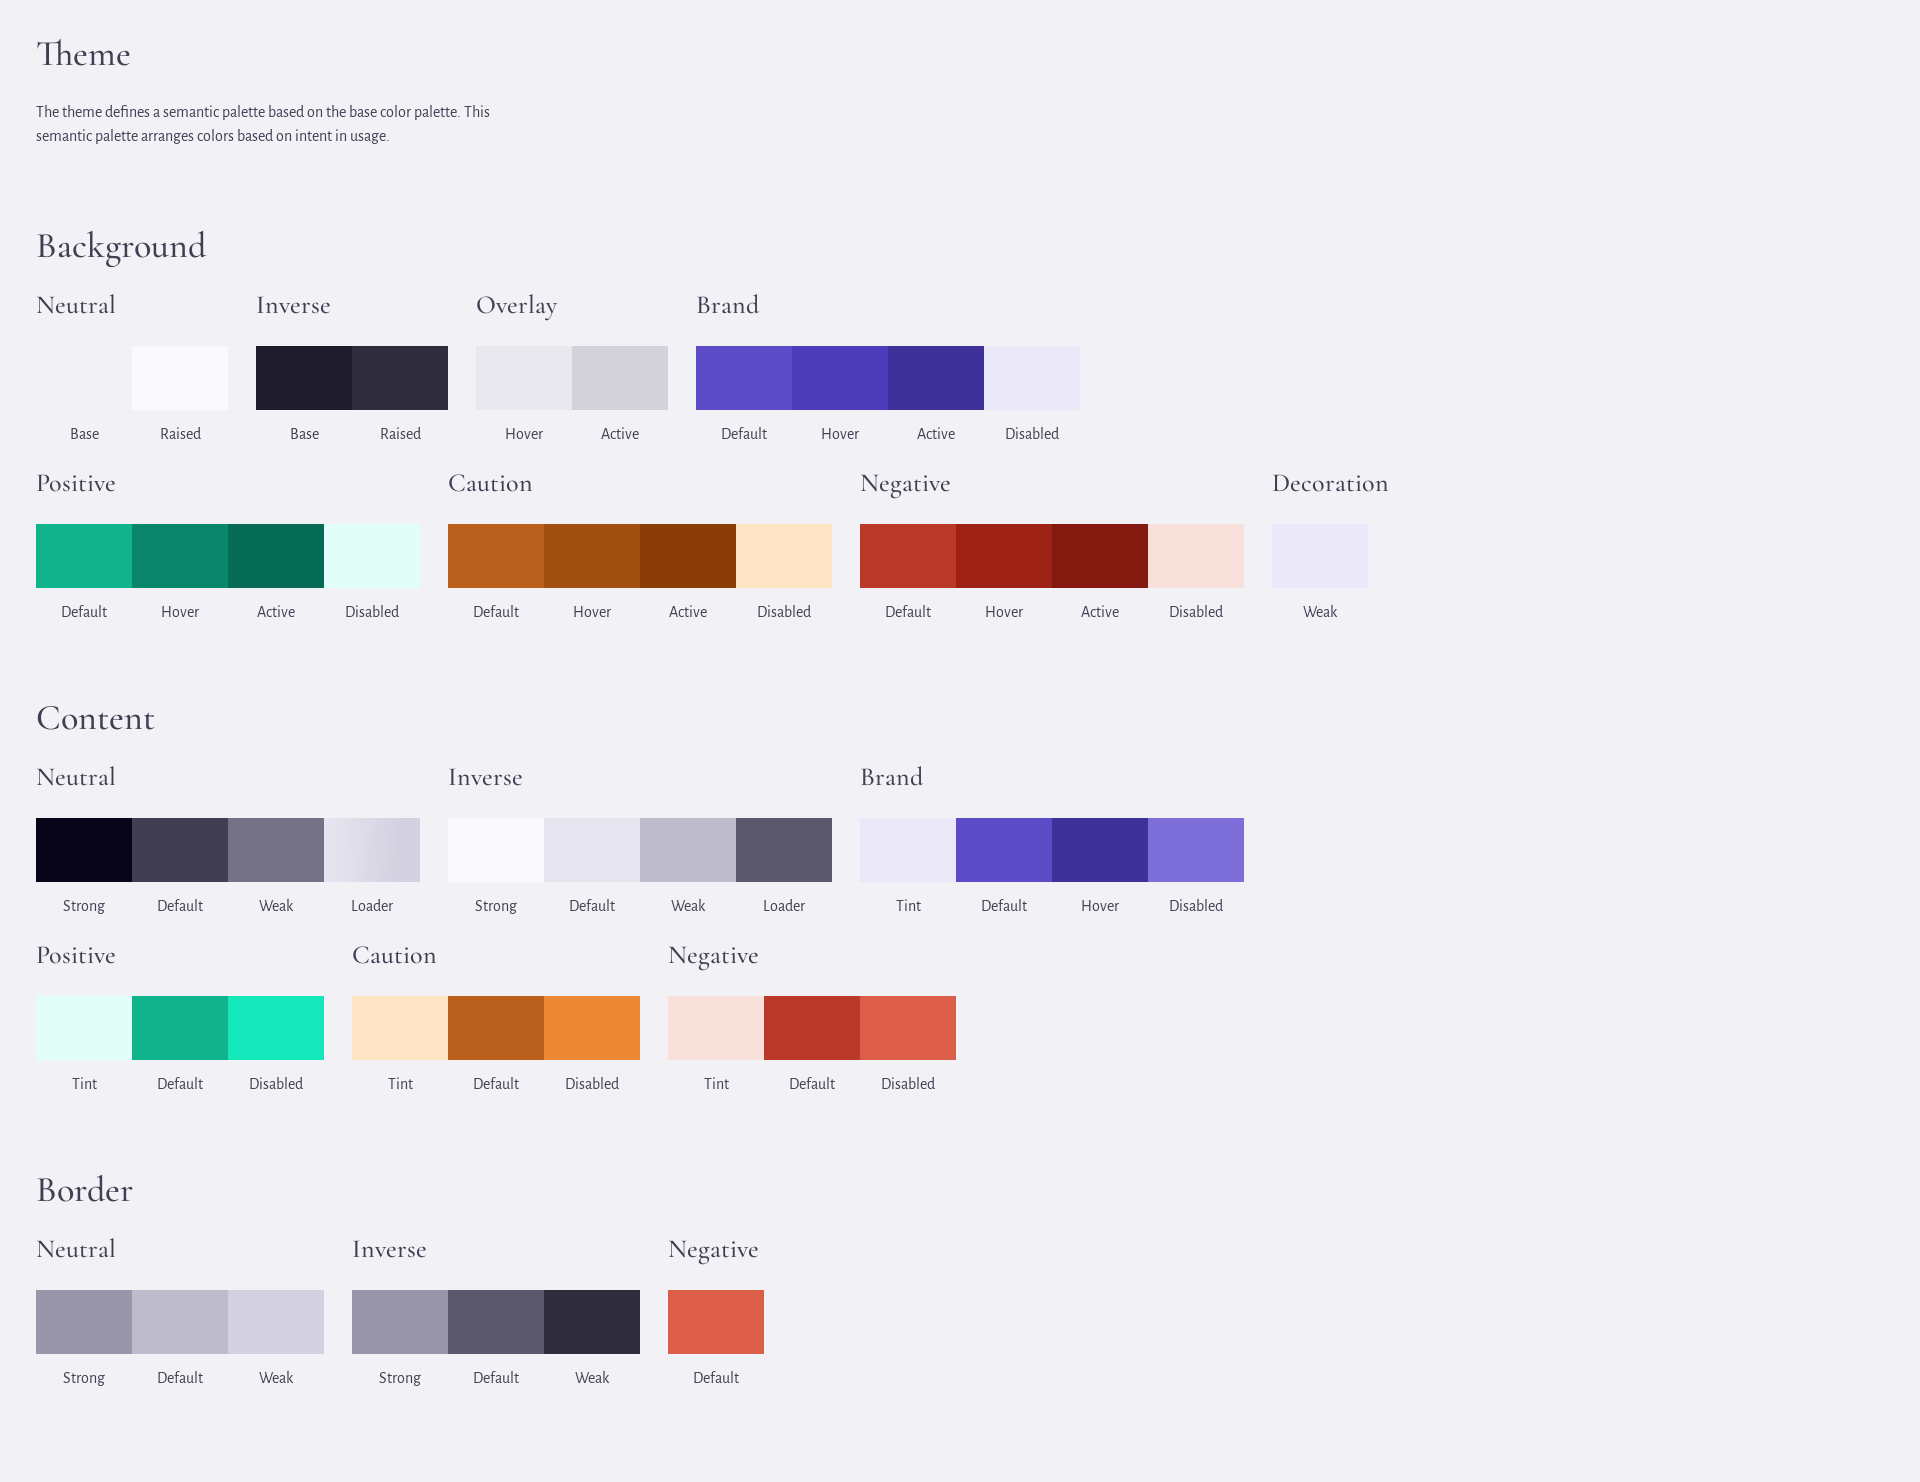 Theme
The theme defines a semantic palette based on the base color palette. This
semantic palette arranges colors based on intent in usage.
Background
Neutral Inverse Overlay Brand
Base Raised Base Raised Hover Active Default Hover Active Disabled
Positive Caution Negative Decoration
Default Hover Active Disabled Default Hover Active Disabled Default Hover Active Disabled Weak
Content
Neutral Inverse Brand
Strong Default Weak Loader Strong Default Weak Loader Tint Default Hover Disabled
Positive Caution Negative
Tint Default Disabled Tint Default Disabled Tint Default Disabled
Border
Neutral Inverse Negative
Strong Default Weak Strong Default Weak Default